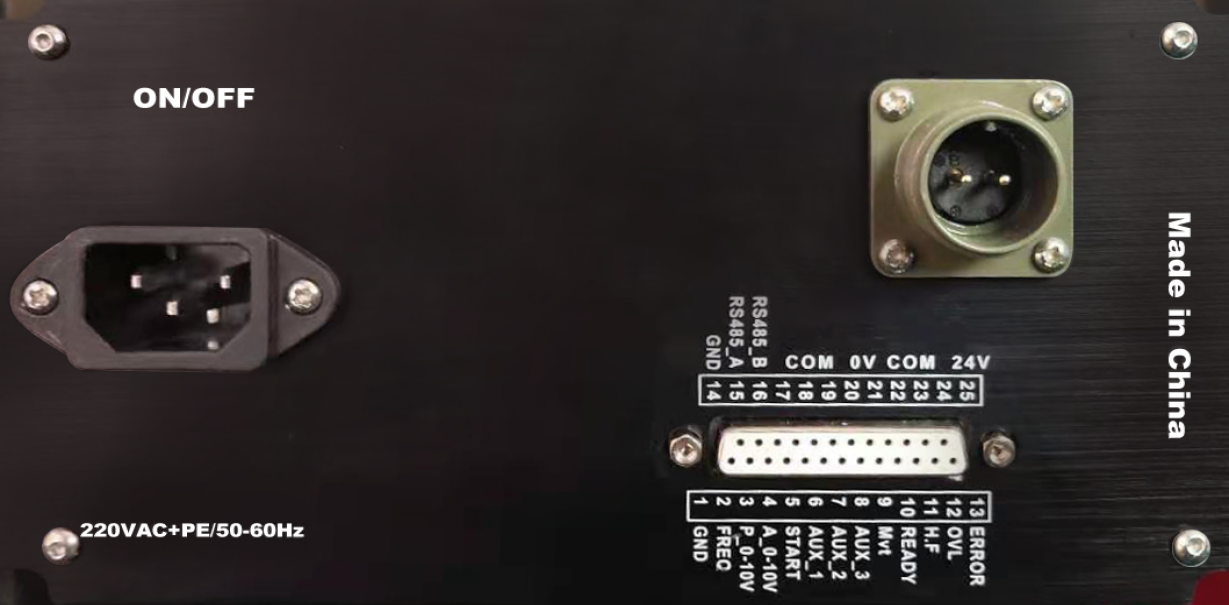 ON/OFF
Made in China
RS485_B
RS485_A
GND
COM 0V COM 24V
14 15 16 17 18 19 20 21 22 23 24 25
1 2 3 4 5 6 7 8 9 10 11 12 13
GND
FREQ
P_0-10V
A_0-10V
START
AUX_1
AUX_2
AUX_3
Mvt
READY
H.F
OVL
ERROR
220VAC+PE/50-60Hz